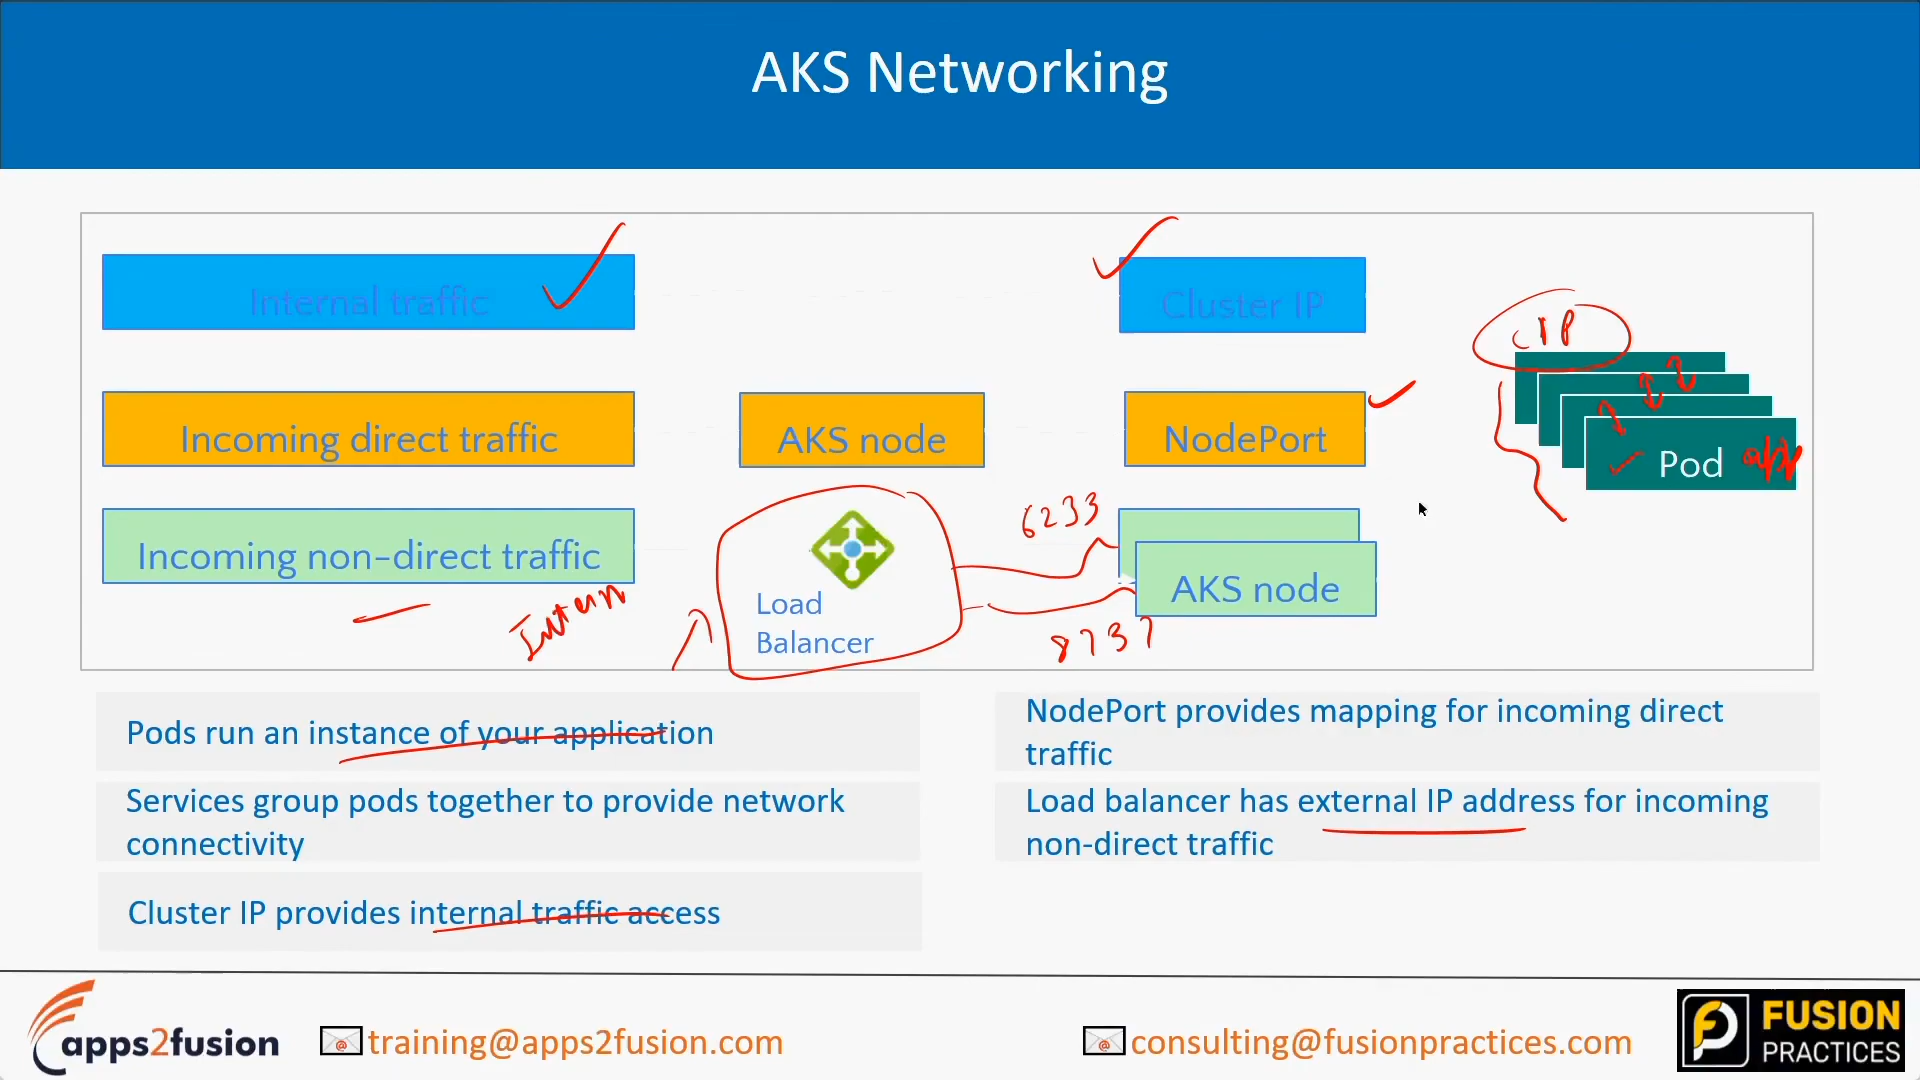 AKS Networking
Internal traffic
Cluster IP
CIP
Incoming direct traffic
AKS node
NodePort
Pod app
6233
Incoming non-direct traffic
Load
Balancer
AKS node
Intern
8737
Pods run an instance of your application
NodePort provides mapping for incoming direct
traffic
Services group pods together to provide network
connectivity
Load balancer has external IP address for incoming
non-direct traffic
Cluster IP provides internal traffic access
apps2fusion
training@apps2fusion.com
consulting@fusionpractices.com
FUSION
PRACTICES